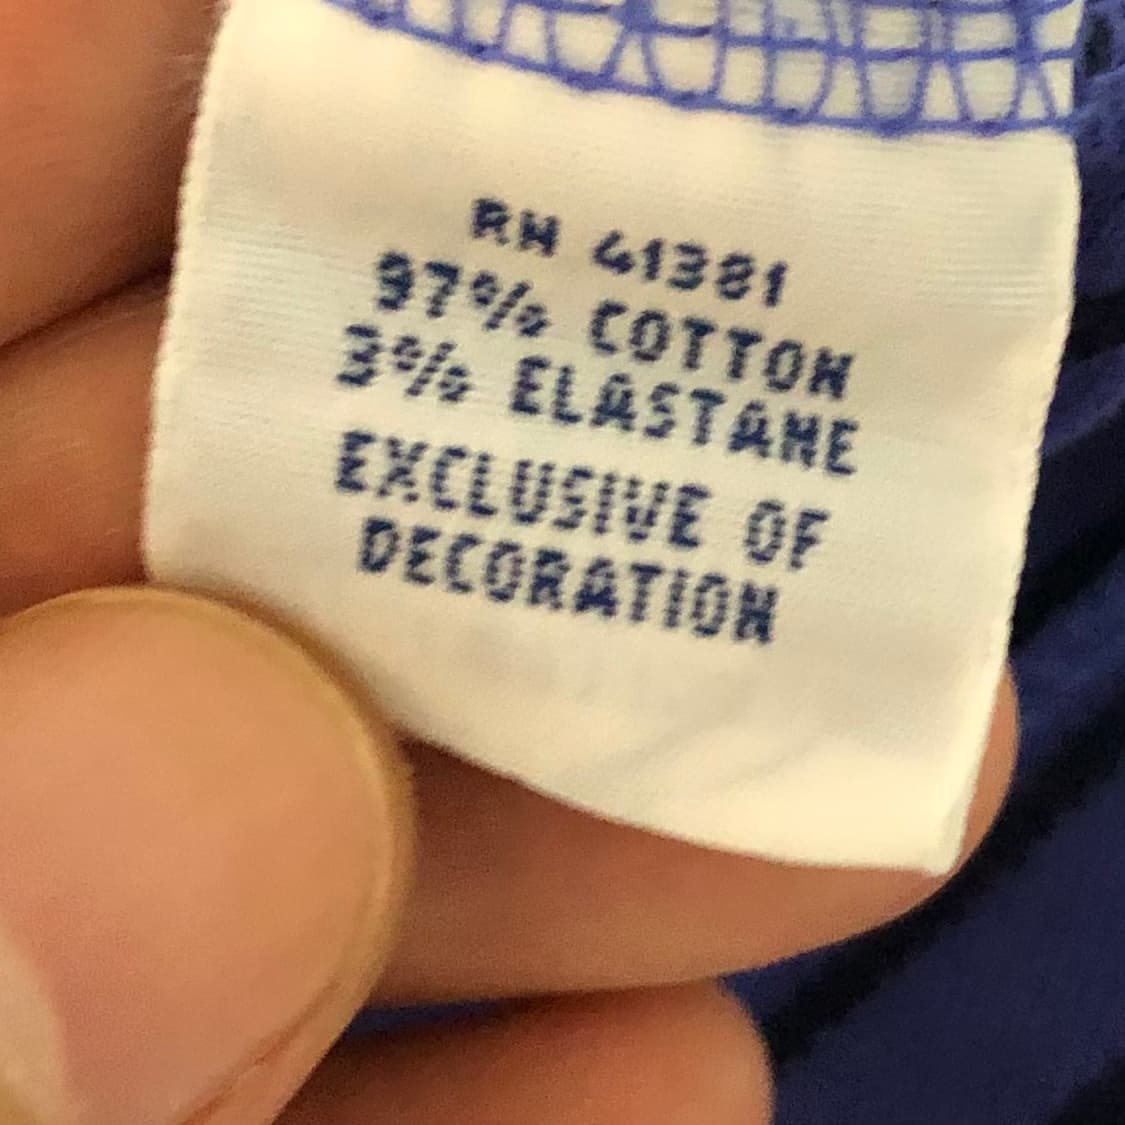 RN 41381
97% COTTON
3% ELASTANE
EXCLUSIVE OF
DECORATION